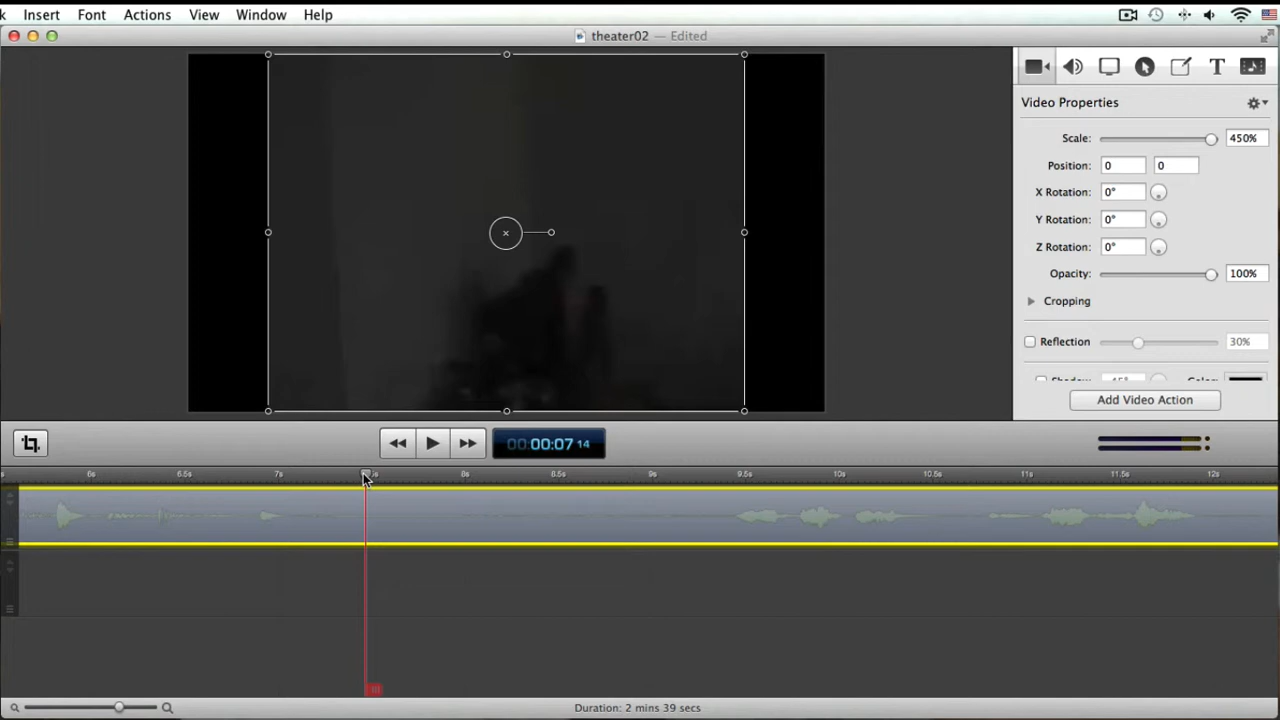 Insert Font Actions View Window Help
theater02 — Edited
Video Properties
Scale: 450%
Position: 0 0
X Rotation: 0°
Y Rotation: 0°
Z Rotation: 0°
Opacity: 100%
Cropping
Reflection 30%
Add Video Action
00:00:07 14
6s 6.5s 7s 8s 8.5s 9s 9.5s 10s 10.5s 11s 11.5s 12s
Duration: 2 mins 39 secs